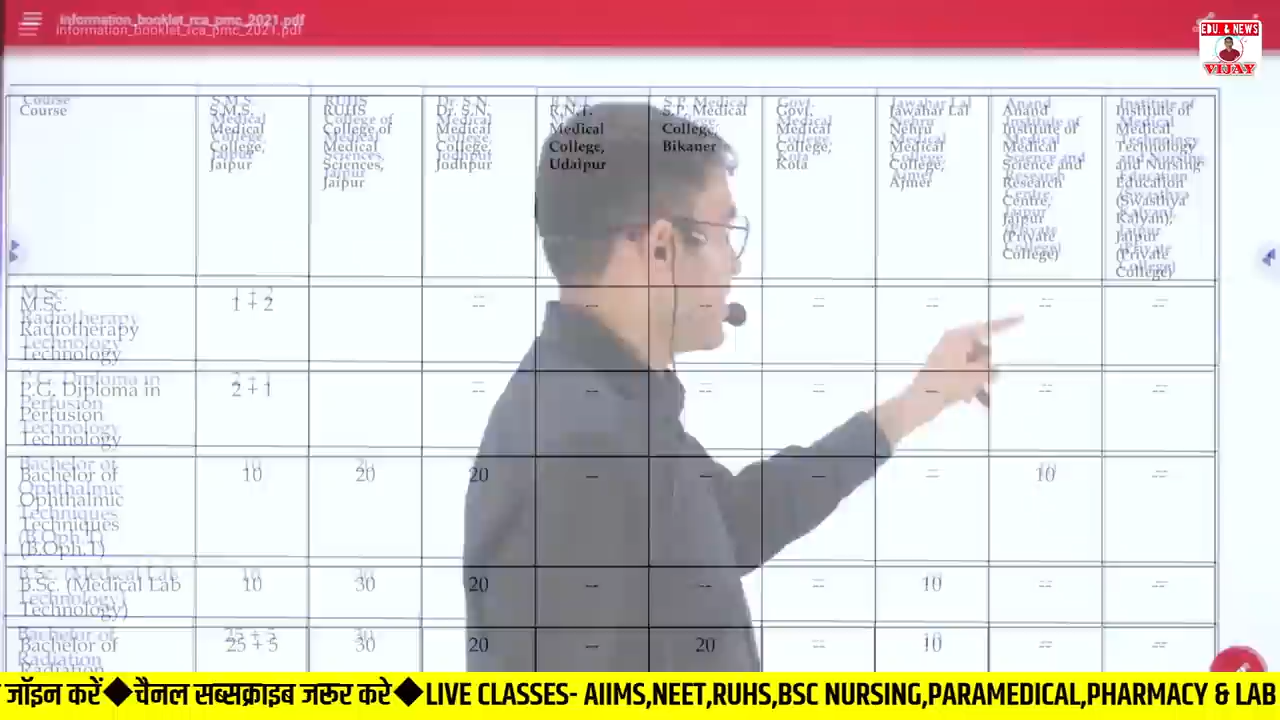 information_booklet_rca_pmc_2021.pdf
EDU. & NEWS
VIJAY
Course
S.M.S. Medical College, Jaipur
RUHS College of Medical Sciences, Jaipur
Dr. S.N. Medical College, Jodhpur
R.N.T. Medical College, Udaipur
S.P. Medical College, Bikaner
Govt. Medical College, Kota
Jawahar Lal Nehru Medical College, Ajmer
Anand Institute of Medical Science and Research Centre, Jaipur (Private College)
Institute of Medical Technology and Nursing Education (Swasthya Kalyan), Jaipur (Private College)
M.Sc. Radiotherapy Technology 1 + 2 -- -- -- -- -- -- --
P.G. Diploma in Perfusion Technology 2 + 1 -- -- -- -- -- -- --
Bachelor of Ophthalmic Techniques (B.Oph.T) 10 20 20 -- -- -- -- 10 --
B.Sc. (Medical Lab Technology) 10 30 20 -- -- -- 10 -- --
Bachelor of Radiation 25 + 5 30 20 -- 20 -- 10 -- --
जॉइन करें◆चैनल सब्सक्राइब जरूर करे◆LIVE CLASSES- AIIMS,NEET,RUHS,BSC NURSING,PARAMEDICAL,PHARMACY & LAB